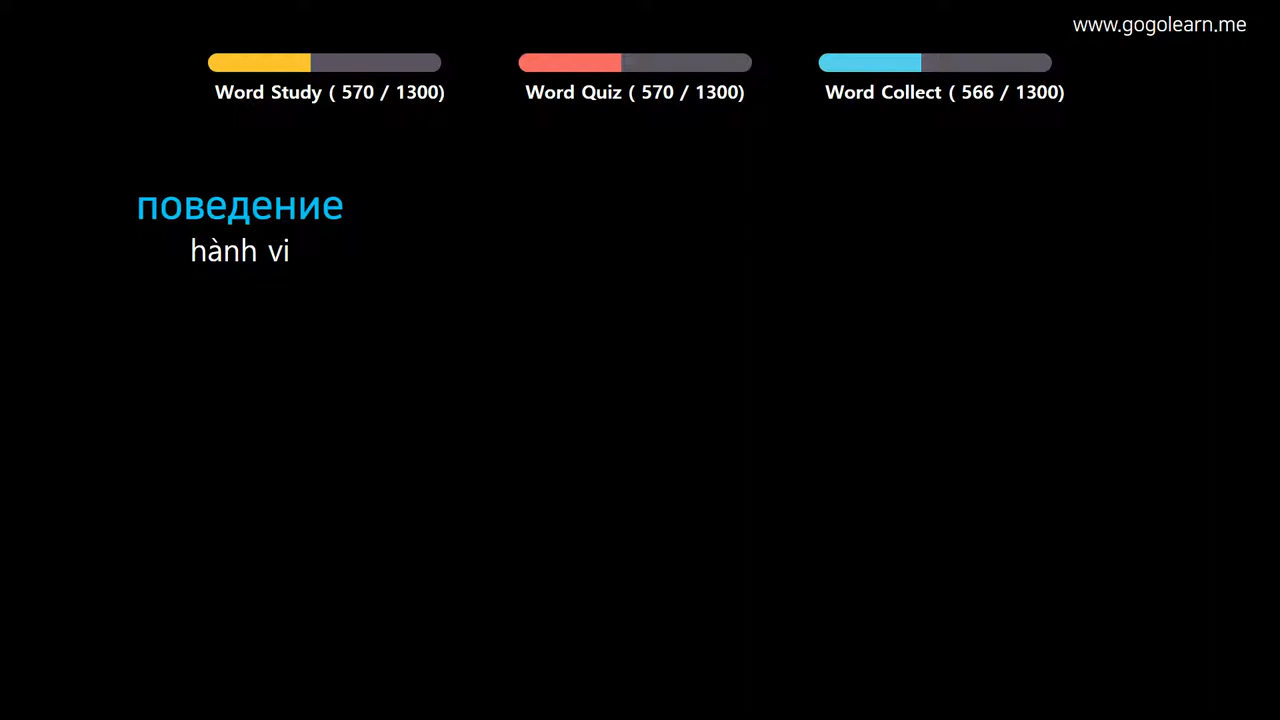 www.gogolearn.me
Word Study ( 570 / 1300)
Word Quiz ( 570 / 1300)
Word Collect ( 566 / 1300)
поведение
hành vi